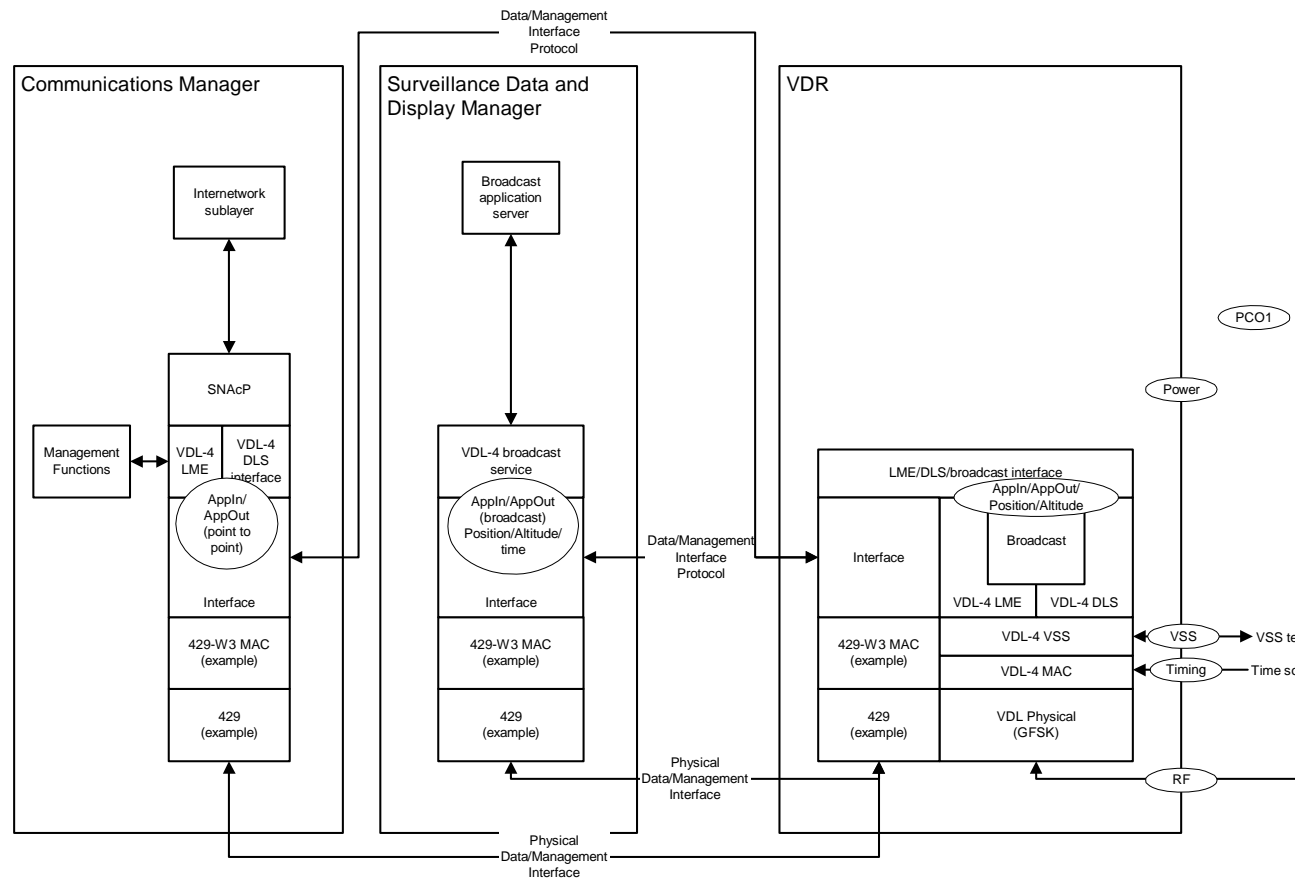 Data/Management
Interface
Protocol
Communications Manager
Surveillance Data and
Display Manager
VDR
Internetwork
sublayer
Broadcast
application
server
PCO1
Power
SNAcP
Management
Functions
VDL-4
LME
VDL-4
DLS
interface
AppIn/
AppOut
(point to
point)
Interface
429-W3 MAC
(example)
429
(example)
VDL-4 broadcast
service
AppIn/AppOut
(broadcast)
Position/Altitude/
time
Interface
429-W3 MAC
(example)
429
(example)
Data/Management
Interface
Protocol
LME/DLS/broadcast interface
AppIn/AppOut/
Position/Altitude
Broadcast
Interface
VDL-4 LME
VDL-4 DLS
429-W3 MAC
(example)
VDL-4 VSS
VDL-4 MAC
429
(example)
VDL Physical
(GFSK)
VSS
VSS te
Timing
Time so
RF
Physical
Data/Management
Interface
Physical
Data/Management
Interface